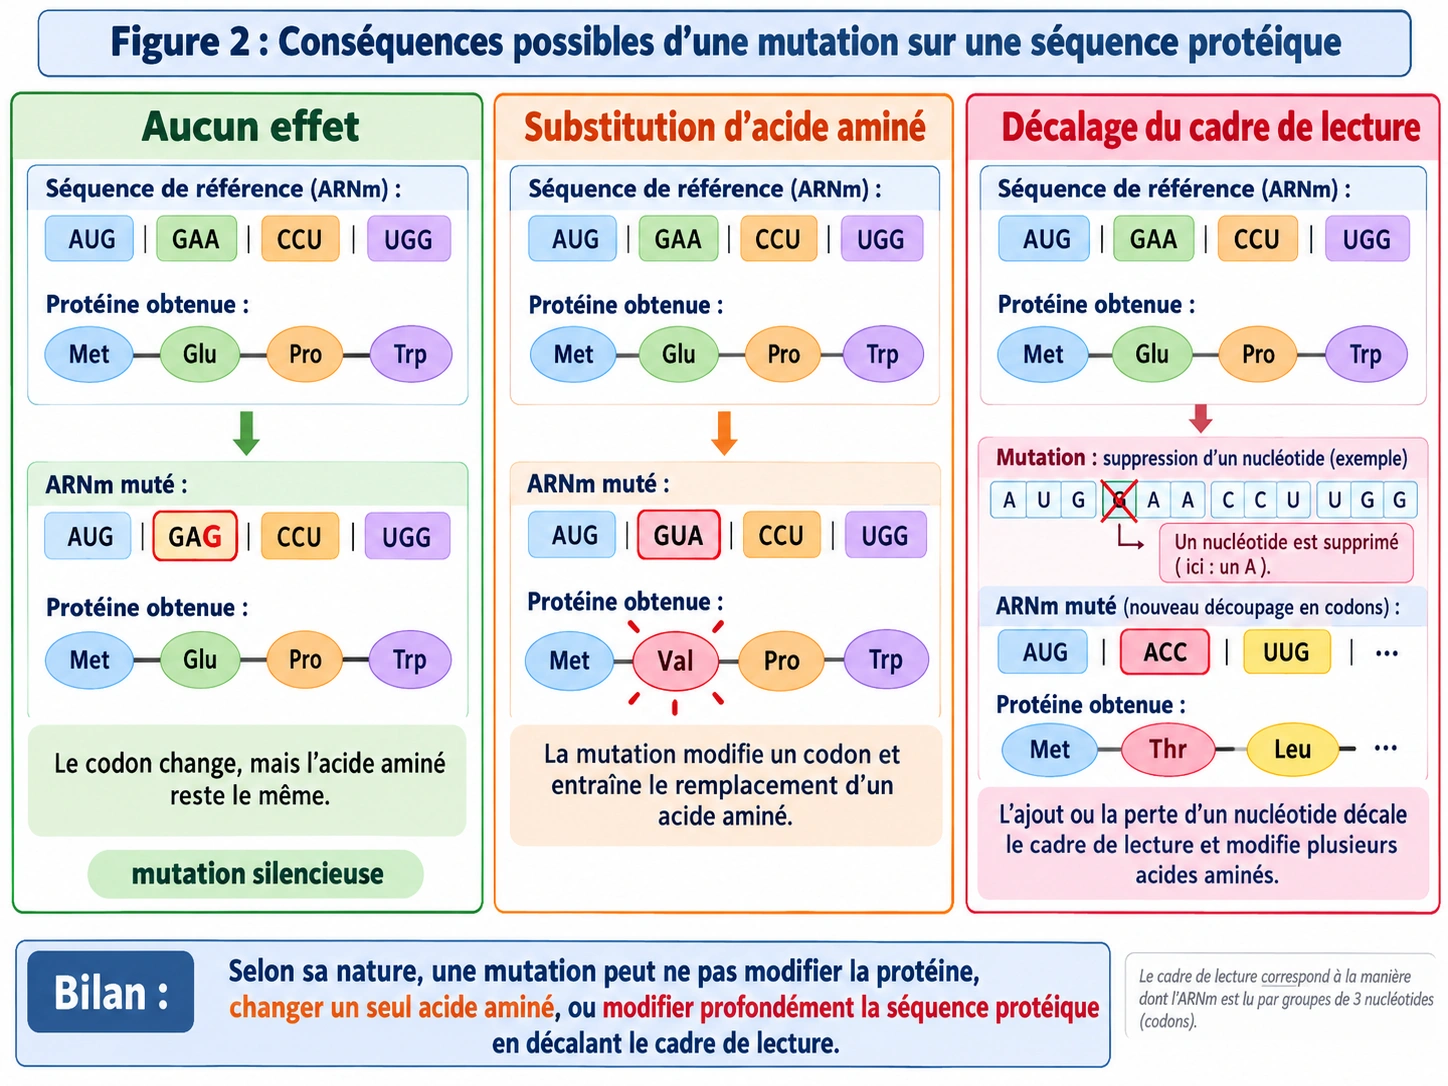 Figure 2 : Conséquences possibles d'une mutation sur une séquence protéique
Aucun effet
Séquence de référence (ARNm) :
AUG | GAA | CCU | UGG
Protéine obtenue :
Met Glu Pro Trp
ARNm muté :
AUG | GAG | CCU | UGG
Protéine obtenue :
Met Glu Pro Trp
Le codon change, mais l'acide aminé
reste le même.
mutation silencieuse
Substitution d'acide aminé
Séquence de référence (ARNm) :
AUG | GAA | CCU | UGG
Protéine obtenue :
Met Glu Pro Trp
ARNm muté :
AUG | GUA | CCU | UGG
Protéine obtenue :
Met Val Pro Trp
La mutation modifie un codon et
entraîne le remplacement d'un
acide aminé.
Décalage du cadre de lecture
Séquence de référence (ARNm) :
AUG | GAA | CCU | UGG
Protéine obtenue :
Met Glu Pro Trp
Mutation : suppression d'un nucléotide (exemple)
A U G G A A C C U U G G
Un nucléotide est supprimé
( ici : un A ).
ARNm muté (nouveau découpage en codons) :
AUG | ACC | UUG | ...
Protéine obtenue :
Met Thr Leu ...
L'ajout ou la perte d'un nucléotide décale
le cadre de lecture et modifie plusieurs
acides aminés.
Bilan :
Selon sa nature, une mutation peut ne pas modifier la protéine,
changer un seul acide aminé, ou modifier profondément la séquence protéique
en décalant le cadre de lecture.
Le cadre de lecture correspond à la manière
dont l'ARNm est lu par groupes de 3 nucléotides
(codons).